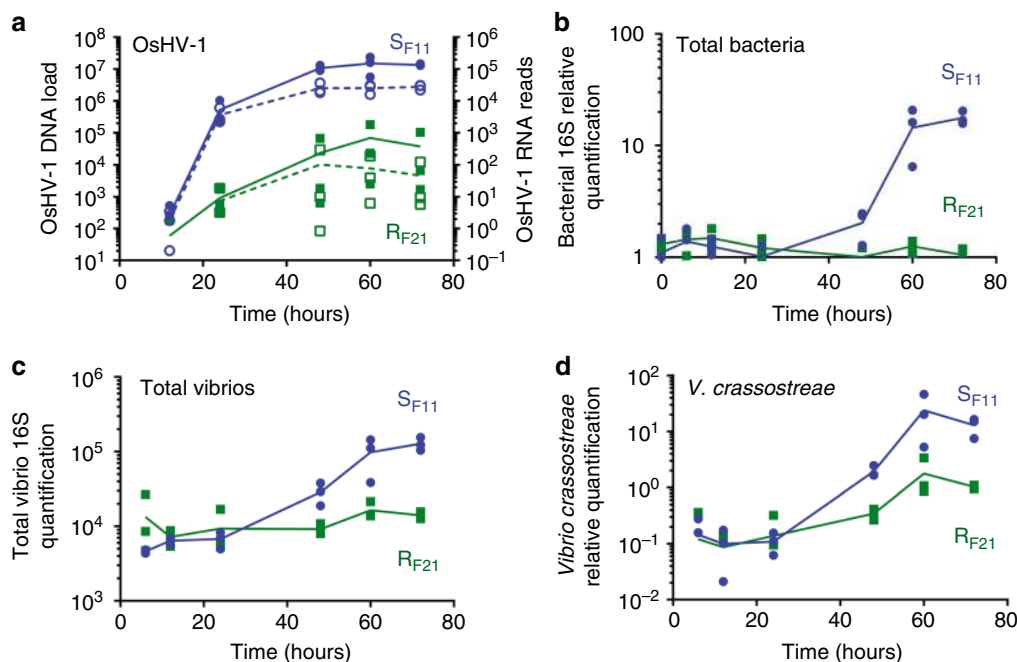 a
OsHV-1
S_F11
R_F21
OsHV-1 DNA load
10^8
10^7
10^6
10^5
10^4
10^3
10^2
10^1
OsHV-1 RNA reads
10^6
10^5
10^4
10^3
10^2
10^1
10^0
10^−1
0 20 40 60 80
Time (hours)
b
Total bacteria
S_F11
R_F21
Bacterial 16S relative
quantification
100
10
1
0 20 40 60 80
Time (hours)
c
Total vibrios
S_F11
R_F21
Total vibrio 16S
quantification
10^6
10^5
10^4
10^3
0 20 40 60 80
Time (hours)
d
V. crassostreae
S_F11
R_F21
Vibrio crassostreae
relative quantification
10^2
10^1
10^0
10^−1
10^−2
0 20 40 60 80
Time (hours)